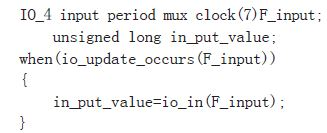 IO_4 input period mux clock(7)F_input;
unsigned long in_put_value;
when(io_update_occurs(F_input))
{
in_put_value=io_in(F_input);
}